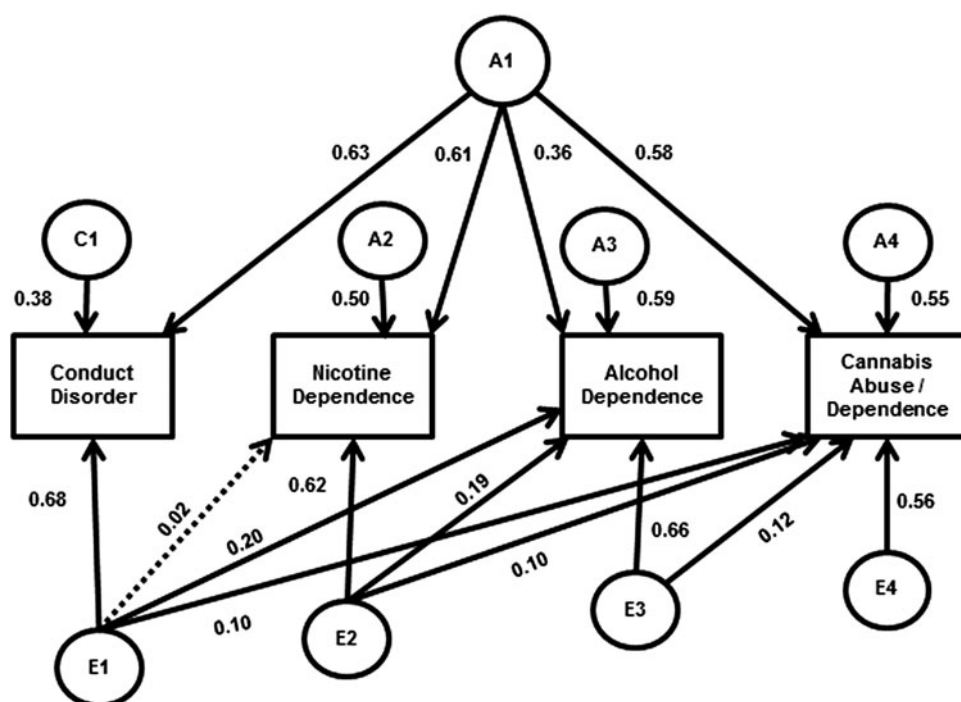 A1
0.63
0.61
0.36
0.58
C1
A2
A3
A4
0.38
0.50
0.59
0.55
Conduct
Disorder
Nicotine
Dependence
Alcohol
Dependence
Cannabis
Abuse /
Dependence
0.68
0.02
0.20
0.62
0.19
0.10
0.10
0.66
0.12
0.56
E1
E2
E3
E4